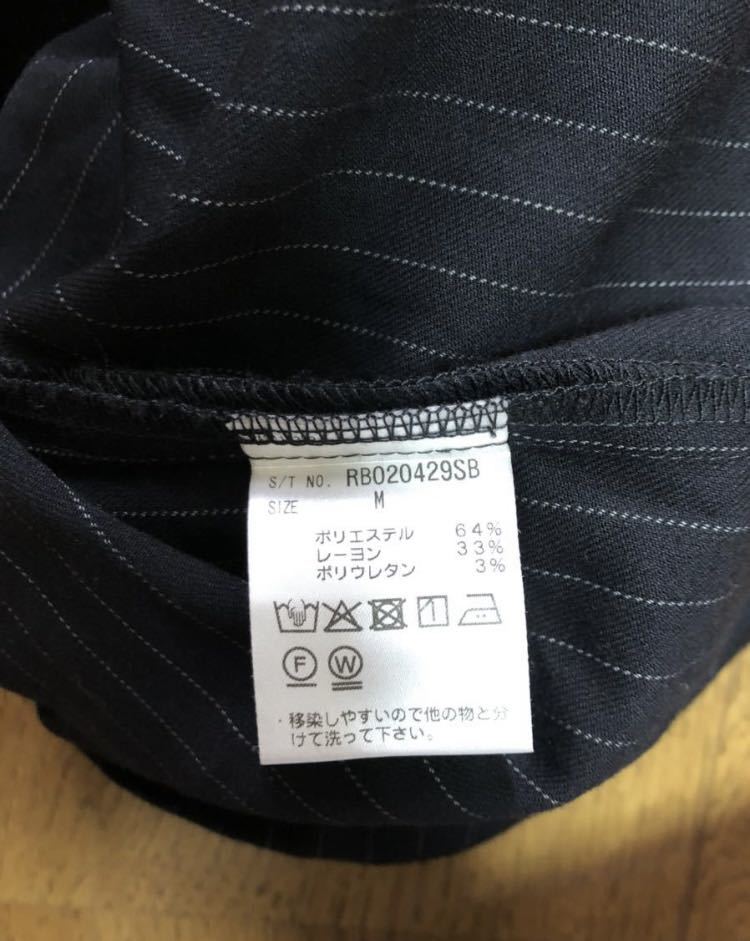 S/T NO. RB020429SB
SIZE M
ポリエステル 64%
レーヨン 33%
ポリウレタン 3%
F W
・移染しやすいので他の物と分
けて洗って下さい。